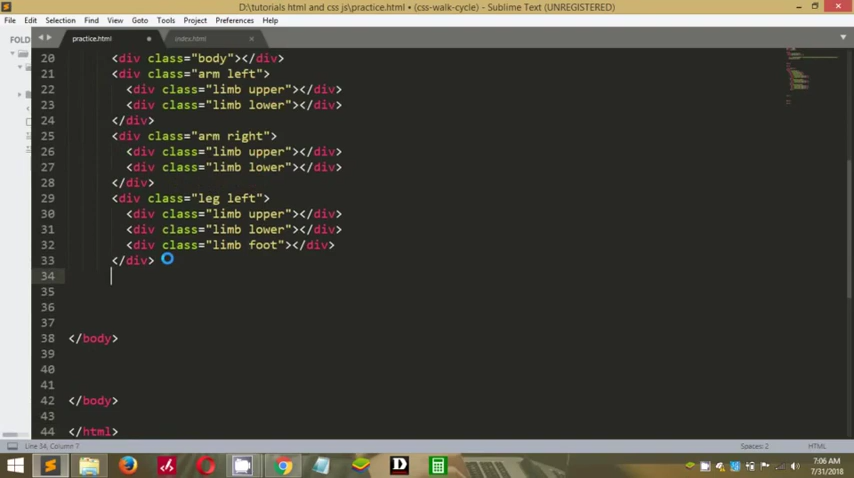 D:\tutorials html and css js\practice.html • (css-walk-cycle) - Sublime Text (UNREGISTERED)
File Edit Selection Find View Goto Tools Project Preferences Help
FOLD
practice.html
index.html
20 <div class="body"></div>
21 <div class="arm left">
22 <div class="limb upper"></div>
23 <div class="limb lower"></div>
24 </div>
25 <div class="arm right">
26 <div class="limb upper"></div>
27 <div class="limb lower"></div>
28 </div>
29 <div class="leg left">
30 <div class="limb upper"></div>
31 <div class="limb lower"></div>
32 <div class="limb foot"></div>
33 </div>
34
35
36
37
38 </body>
39
40
41
42 </body>
43
44 </html>
Line 34, Column 7
Spaces: 2
HTML
7:06 AM
7/31/2018